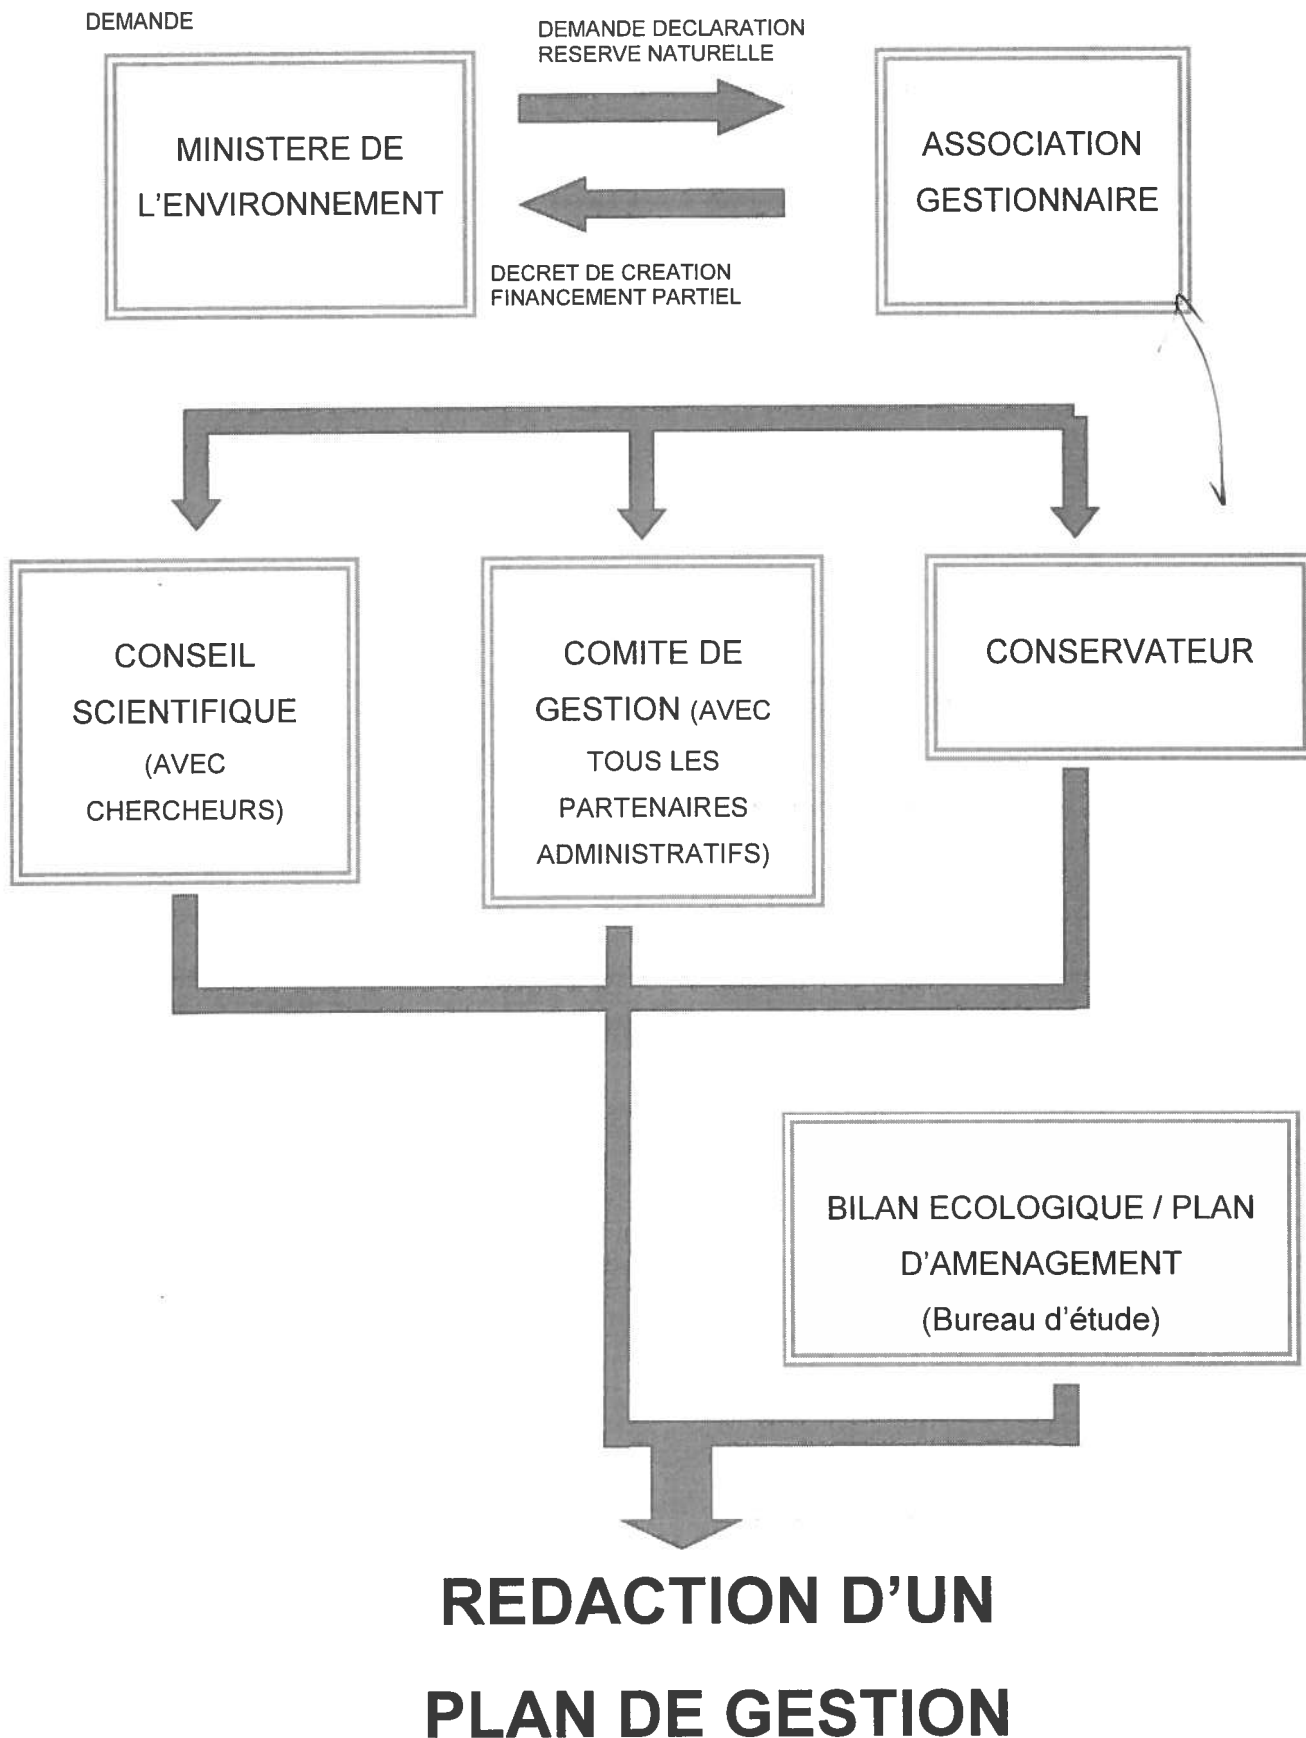 DEMANDE
DEMANDE DECLARATION
RESERVE NATURELLE
MINISTERE DE
L'ENVIRONNEMENT
ASSOCIATION
GESTIONNAIRE
DECRET DE CREATION
FINANCEMENT PARTIEL
CONSEIL
SCIENTIFIQUE
(AVEC
CHERCHEURS)
COMITE DE
GESTION (AVEC
TOUS LES
PARTENAIRES
ADMINISTRATIFS)
CONSERVATEUR
BILAN ECOLOGIQUE / PLAN
D'AMENAGEMENT
(Bureau d'étude)
REDACTION D'UN
PLAN DE GESTION